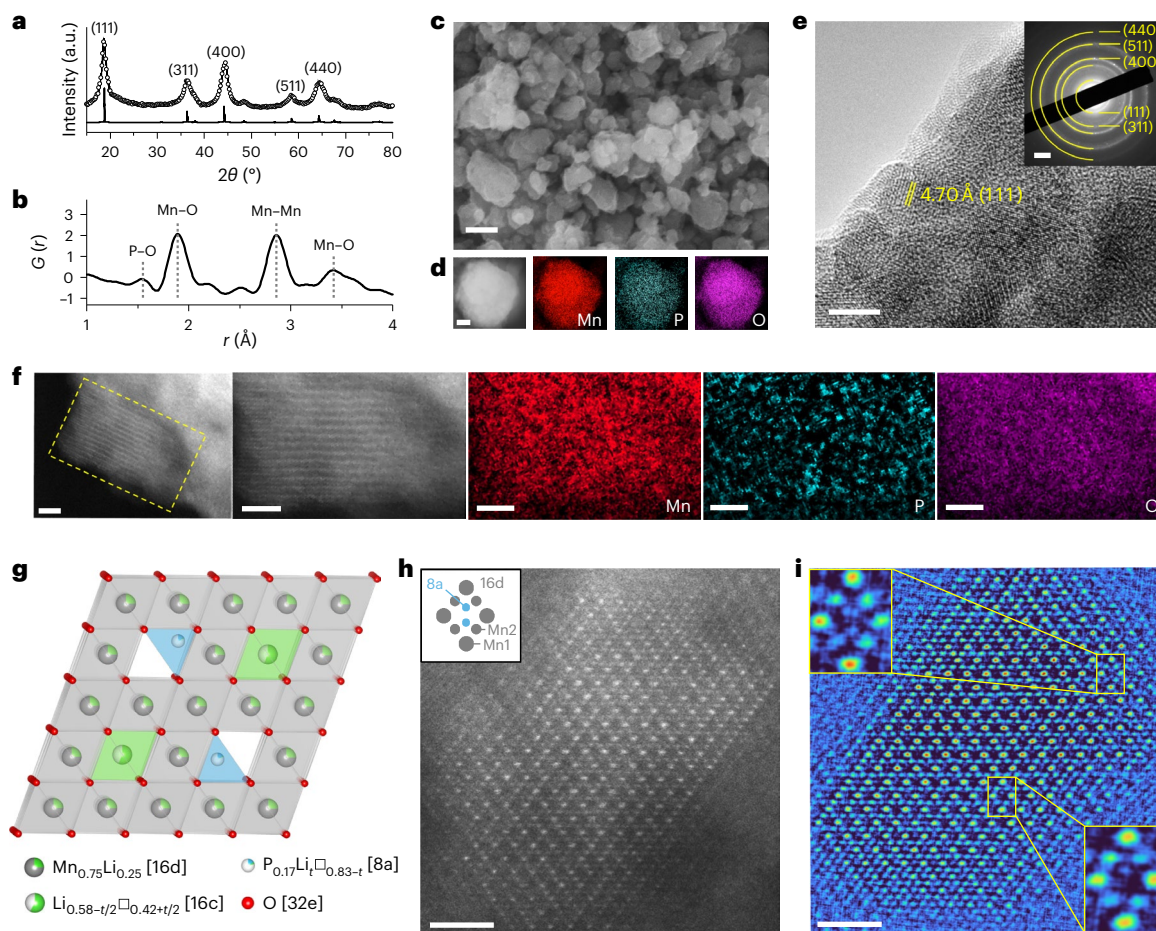 a
Intensity (a.u.)
(111)
(311)
(400)
(511)
(440)
20 30 40 50 60 70 80
2θ (°)
b
G (r)
3
2
1
0
–1
P–O
Mn–O
Mn–Mn
Mn–O
1 2 3 4
r (Å)
c
d
Mn
P
O
e
4.70 Å (111)
(440)
(511)
(400)
(111)
(311)
f
Mn
P
O
g
Mn0.75Li0.25 [16d]
P0.17Lit□0.83–t [8a]
Li0.58–t/2□0.42+t/2 [16c]
O [32e]
h
8a
16d
Mn2
Mn1
i